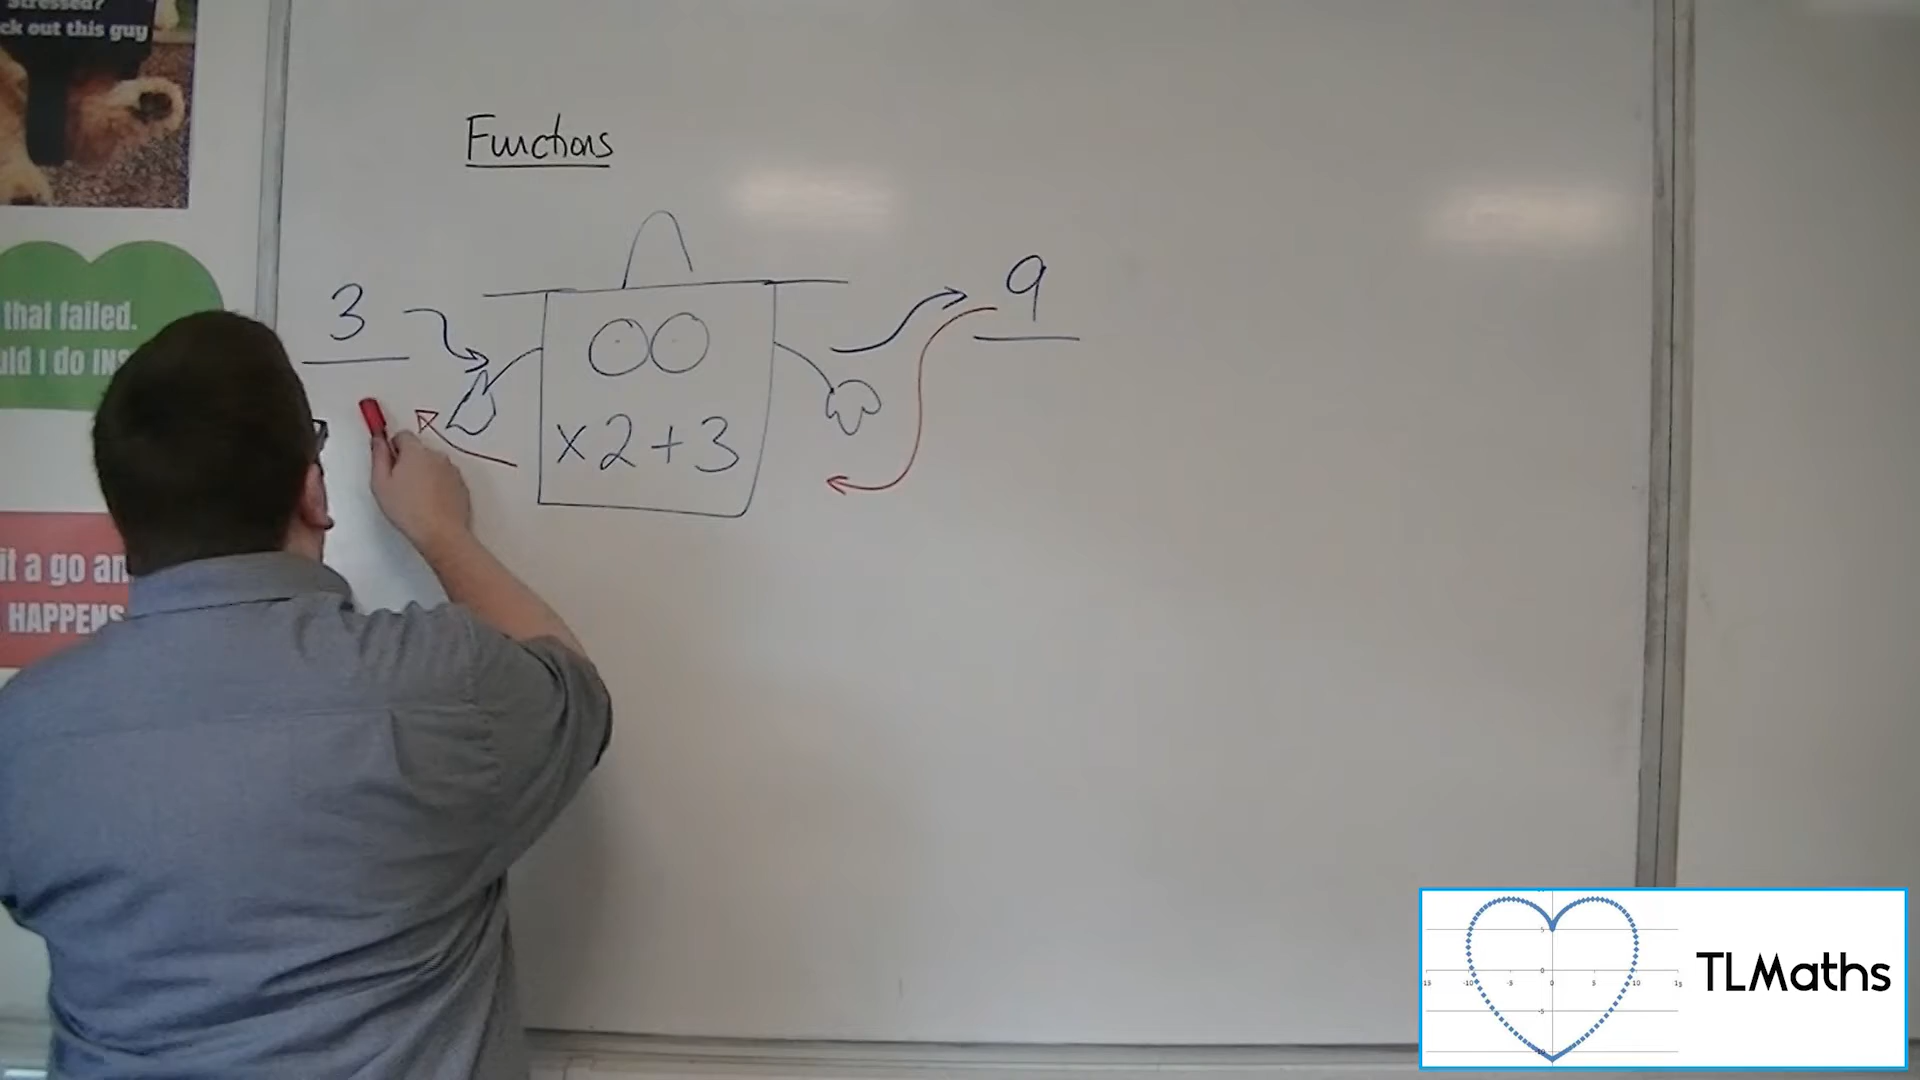 Stressed?
ck out this guy
Functions
that failed.
uld I do INS
it a go an
HAPPENS
3
9
x2+3
TLMaths